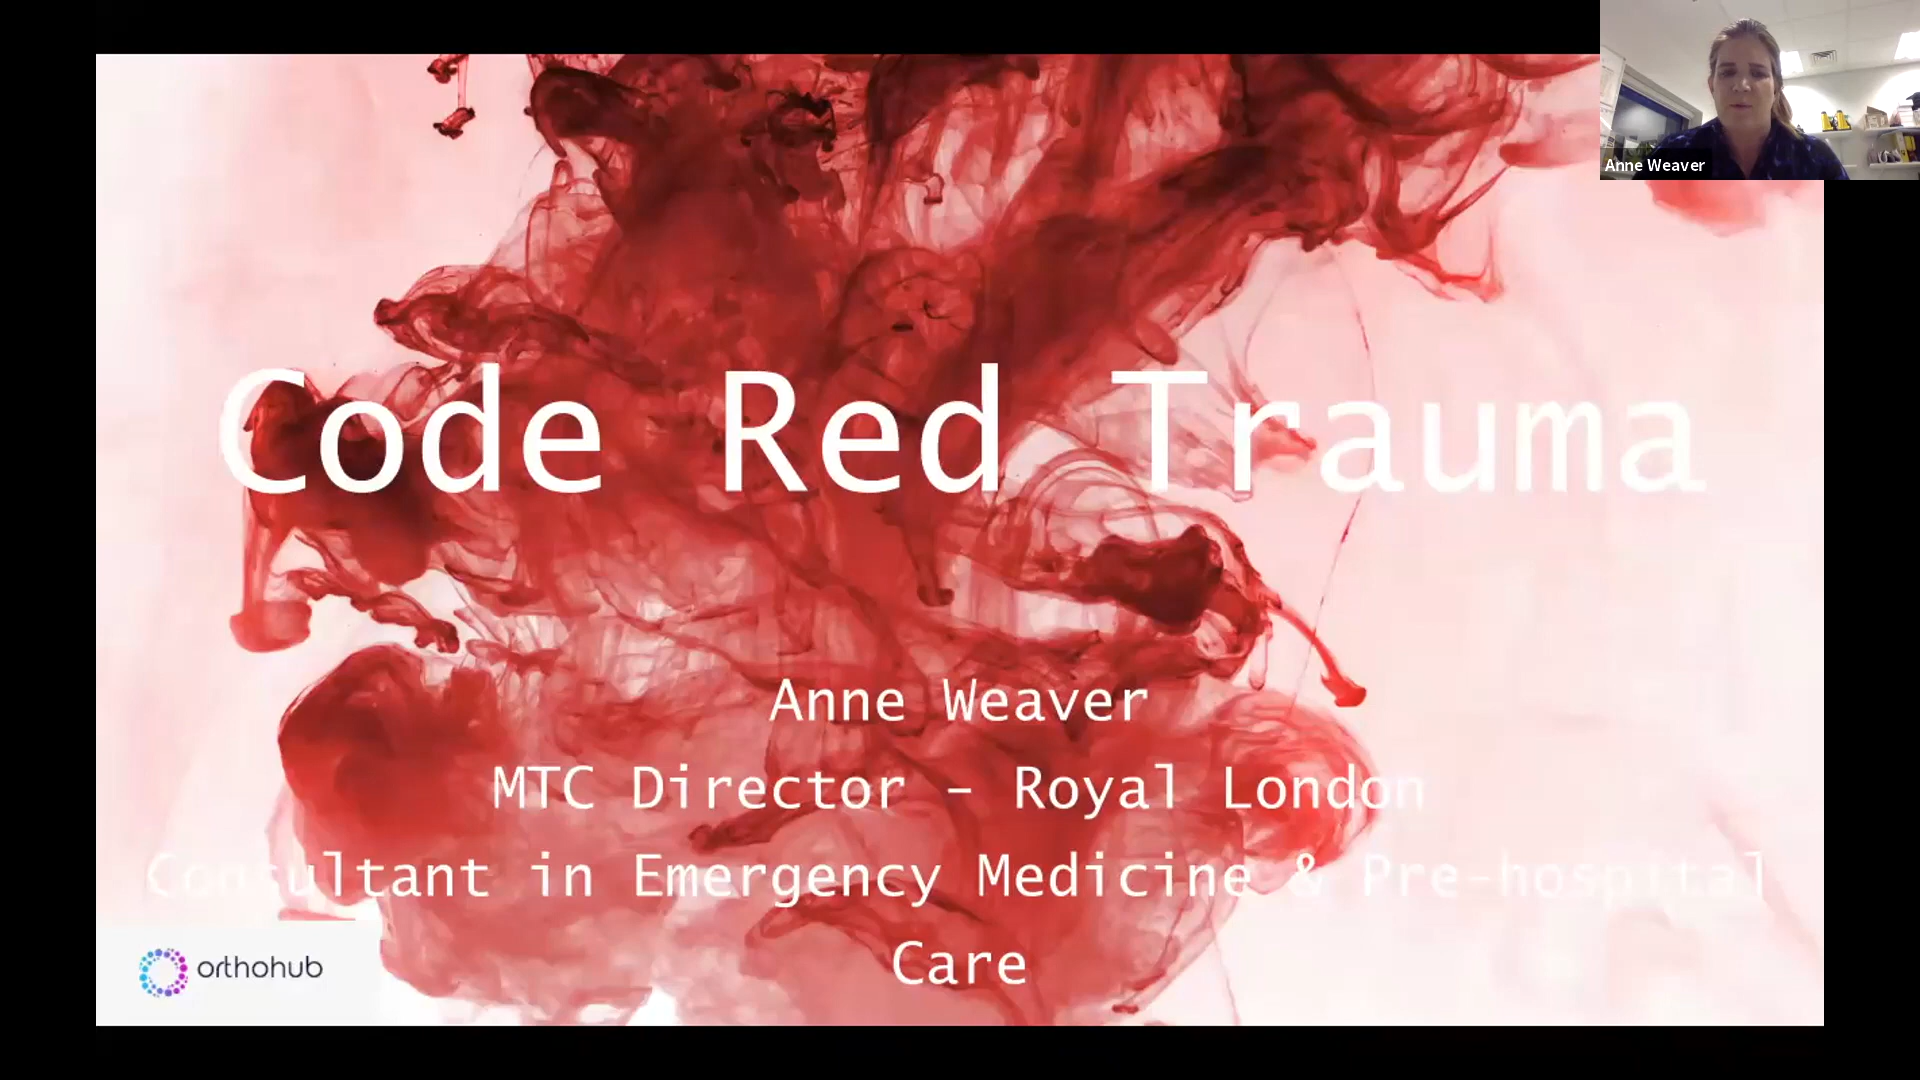 Anne Weaver
Code Red Trauma
Anne Weaver
MTC Director – Royal London
Consultant in Emergency Medicine & Pre-hospital
Care
orthohub